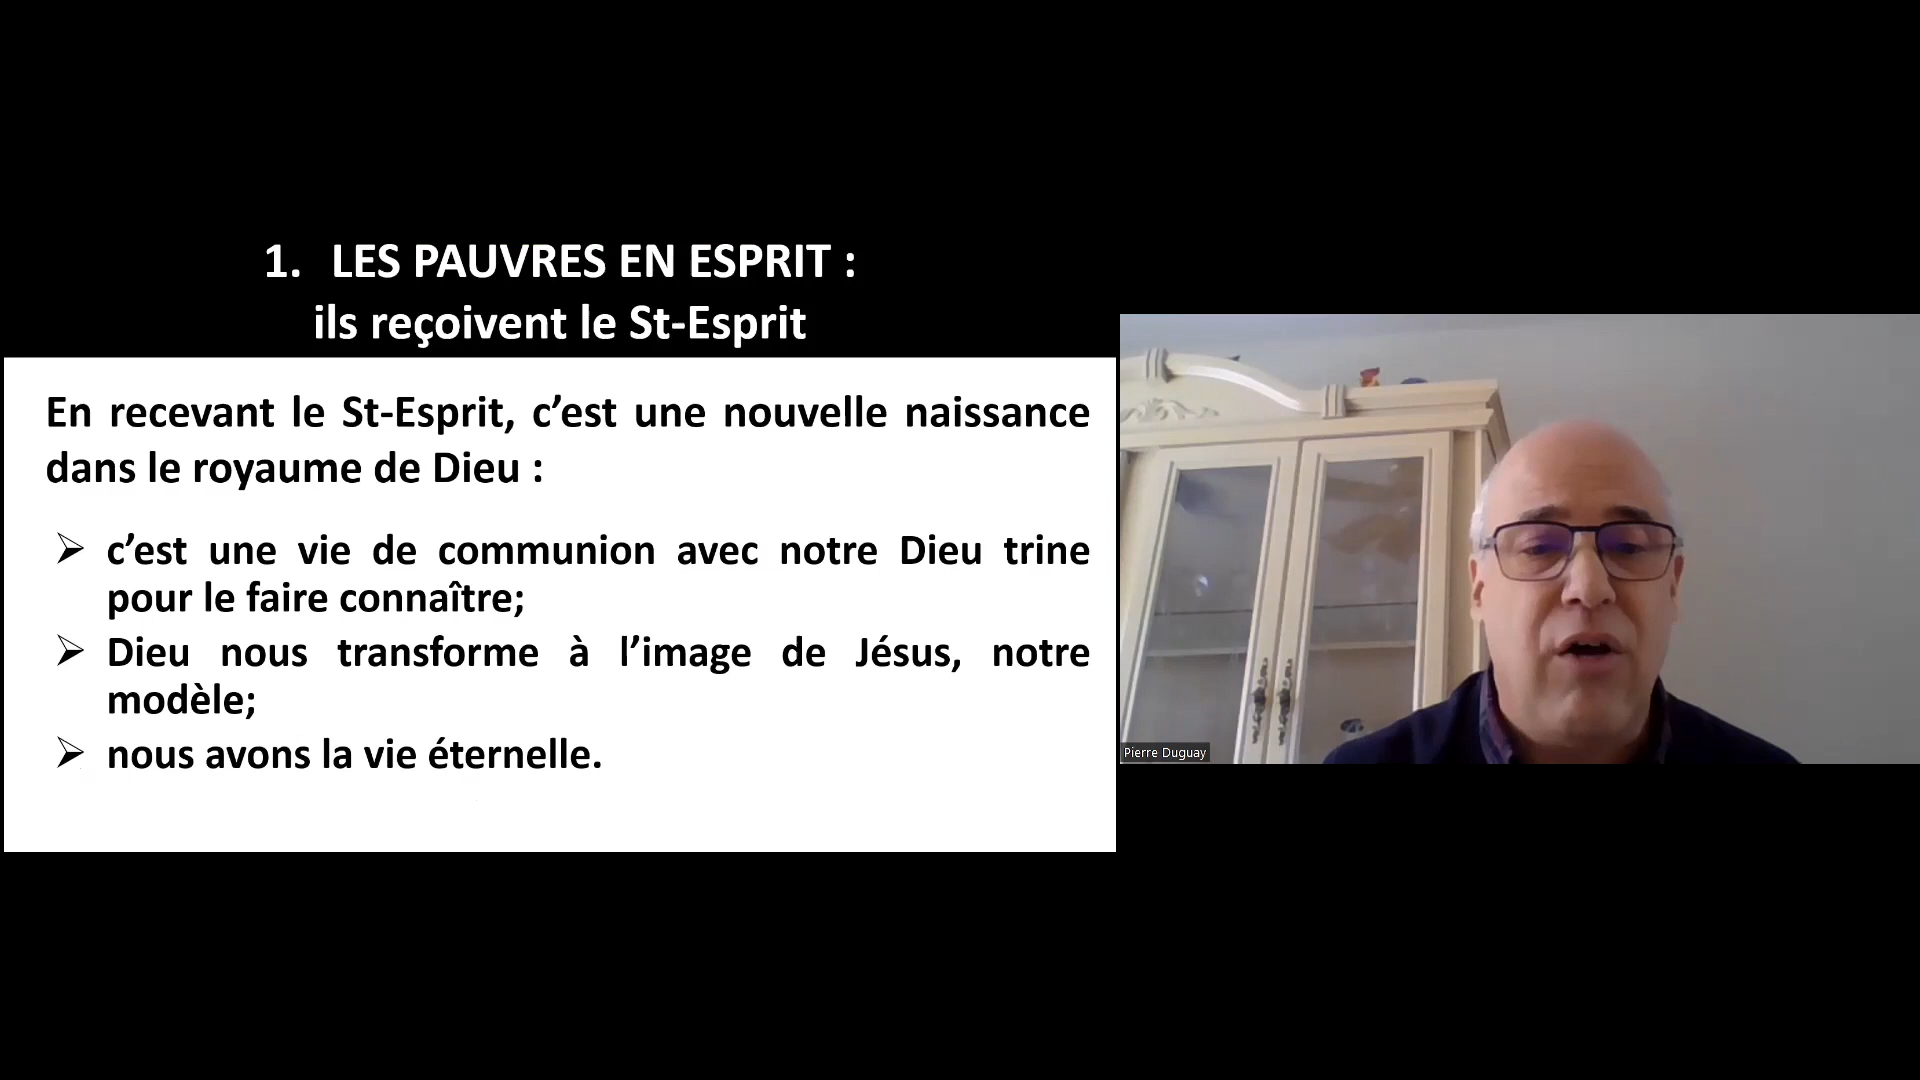 1. LES PAUVRES EN ESPRIT :
ils reçoivent le St-Esprit
En recevant le St-Esprit, c’est une nouvelle naissance
dans le royaume de Dieu :
➢ c’est une vie de communion avec notre Dieu trine
pour le faire connaître;
➢ Dieu nous transforme à l’image de Jésus, notre
modèle;
➢ nous avons la vie éternelle.
Pierre Duguay